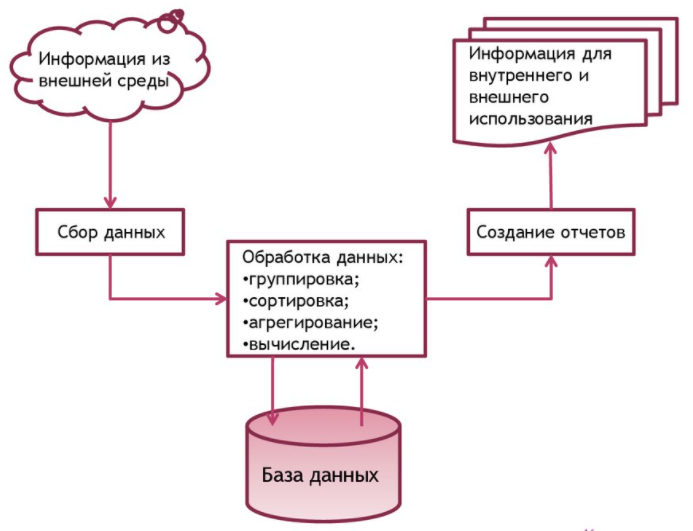 Информация из
внешней среды
Информация для
внутреннего и
внешнего
использования
Сбор данных
Создание отчетов
Обработка данных:
•группировка;
•сортировка;
•агрегирование;
•вычисление.
База данных